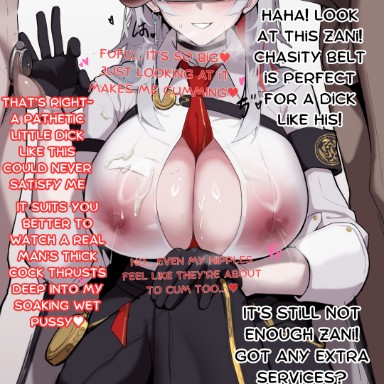 HAHA! LOOK
AT THIS ZANI!
CHASITY BELT
IS PERFECT
FOR A DICK
LIKE HIS!
FUFU.. IT'S SO BIG♥
JUST LOOKING AT IT
MAKES ME CUMMING♥
THAT'S RIGHT~
A PATHETIC
LITTLE DICK
LIKE THIS
COULD NEVER
SATISFY ME
IT SUITS YOU
BETTER TO
WATCH A REAL
MAN'S THICK
COCK THRUSTS
DEEP INTO MY
SOAKING WET
PUSSY♥
EVEN MY NIPPLES
FEEL LIKE THEY'RE ABOUT
TO CUM TOO..♥
IT'S STILL NOT
ENOUGH ZANI!
GOT ANY EXTRA
SERVICES?